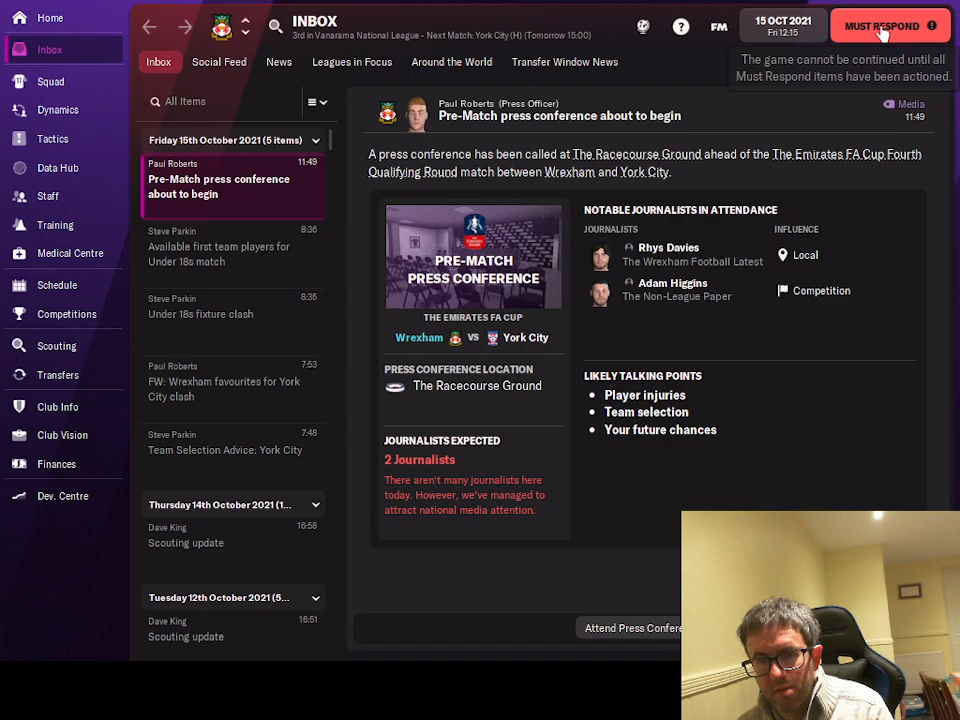 Home
Inbox
Squad
Dynamics
Tactics
Data Hub
Staff
Training
Medical Centre
Schedule
Competitions
Scouting
Transfers
Club Info
Club Vision
Finances
Dev. Centre
INBOX
3rd in Vanarama National League - Next Match: York City (H) (Tomorrow 15:00)
?
FM
15 OCT 2021
Fri 12:15
MUST RESPOND
The game cannot be continued until all
Must Respond items have been actioned.
Inbox
Social Feed
News
Leagues in Focus
Around the World
Transfer Window News
All Items
Friday 15th October 2021 (5 items)
Paul Roberts 11:49
Pre-Match press conference
about to begin
Steve Parkin 8:36
Available first team players for
Under 18s match
Steve Parkin 8:35
Under 18s fixture clash
Paul Roberts 7:53
FW: Wrexham favourites for York
City clash
Steve Parkin 7:48
Team Selection Advice: York City
Thursday 14th October 2021 (1...
Dave King 16:58
Scouting update
Tuesday 12th October 2021 (5...
Dave King 16:51
Scouting update
Paul Roberts (Press Officer)
Pre-Match press conference about to begin
Media
11:49
A press conference has been called at The Racecourse Ground ahead of the The Emirates FA Cup Fourth
Qualifying Round match between Wrexham and York City.
PRE-MATCH
PRESS CONFERENCE
THE EMIRATES FA CUP
Wrexham VS York City
PRESS CONFERENCE LOCATION
The Racecourse Ground
JOURNALISTS EXPECTED
2 Journalists
There aren't many journalists here
today. However, we've managed to
attract national media attention.
NOTABLE JOURNALISTS IN ATTENDANCE
JOURNALISTS INFLUENCE
Rhys Davies
The Wrexham Football Latest
Local
Adam Higgins
The Non-League Paper
Competition
LIKELY TALKING POINTS
Player injuries
Team selection
Your future chances
Attend Press Confere